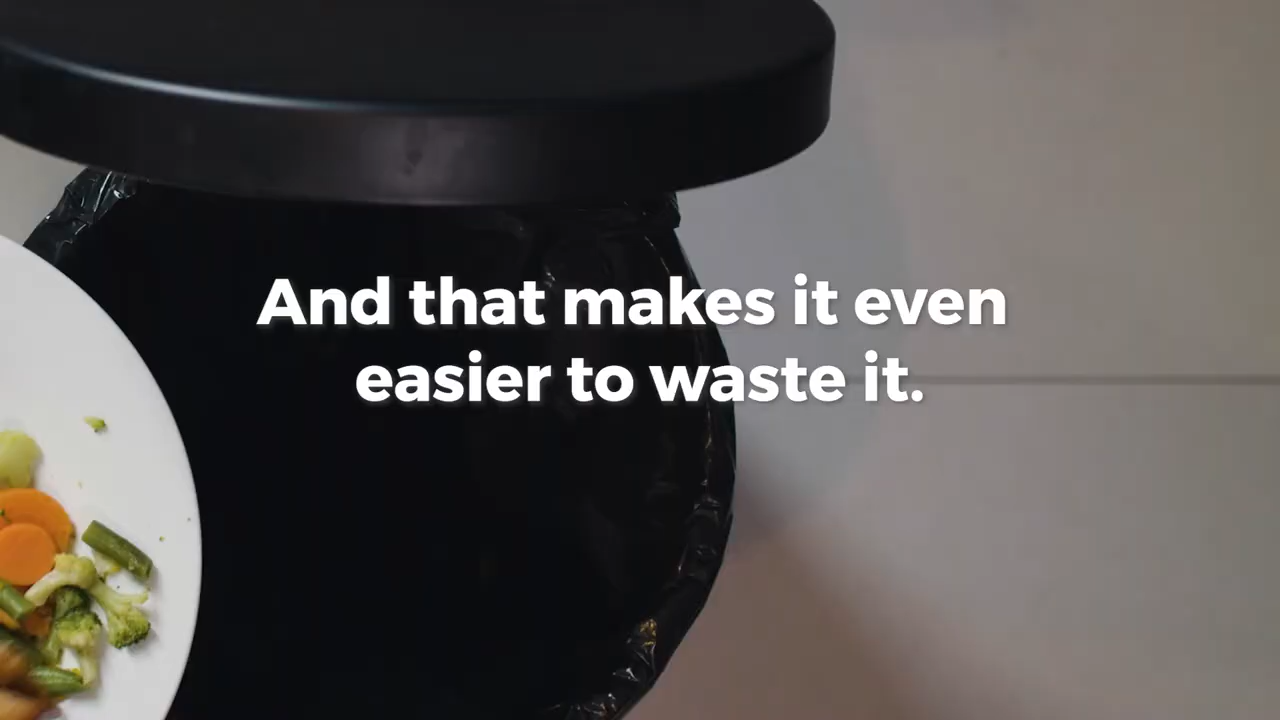 And that makes it even
easier to waste it.